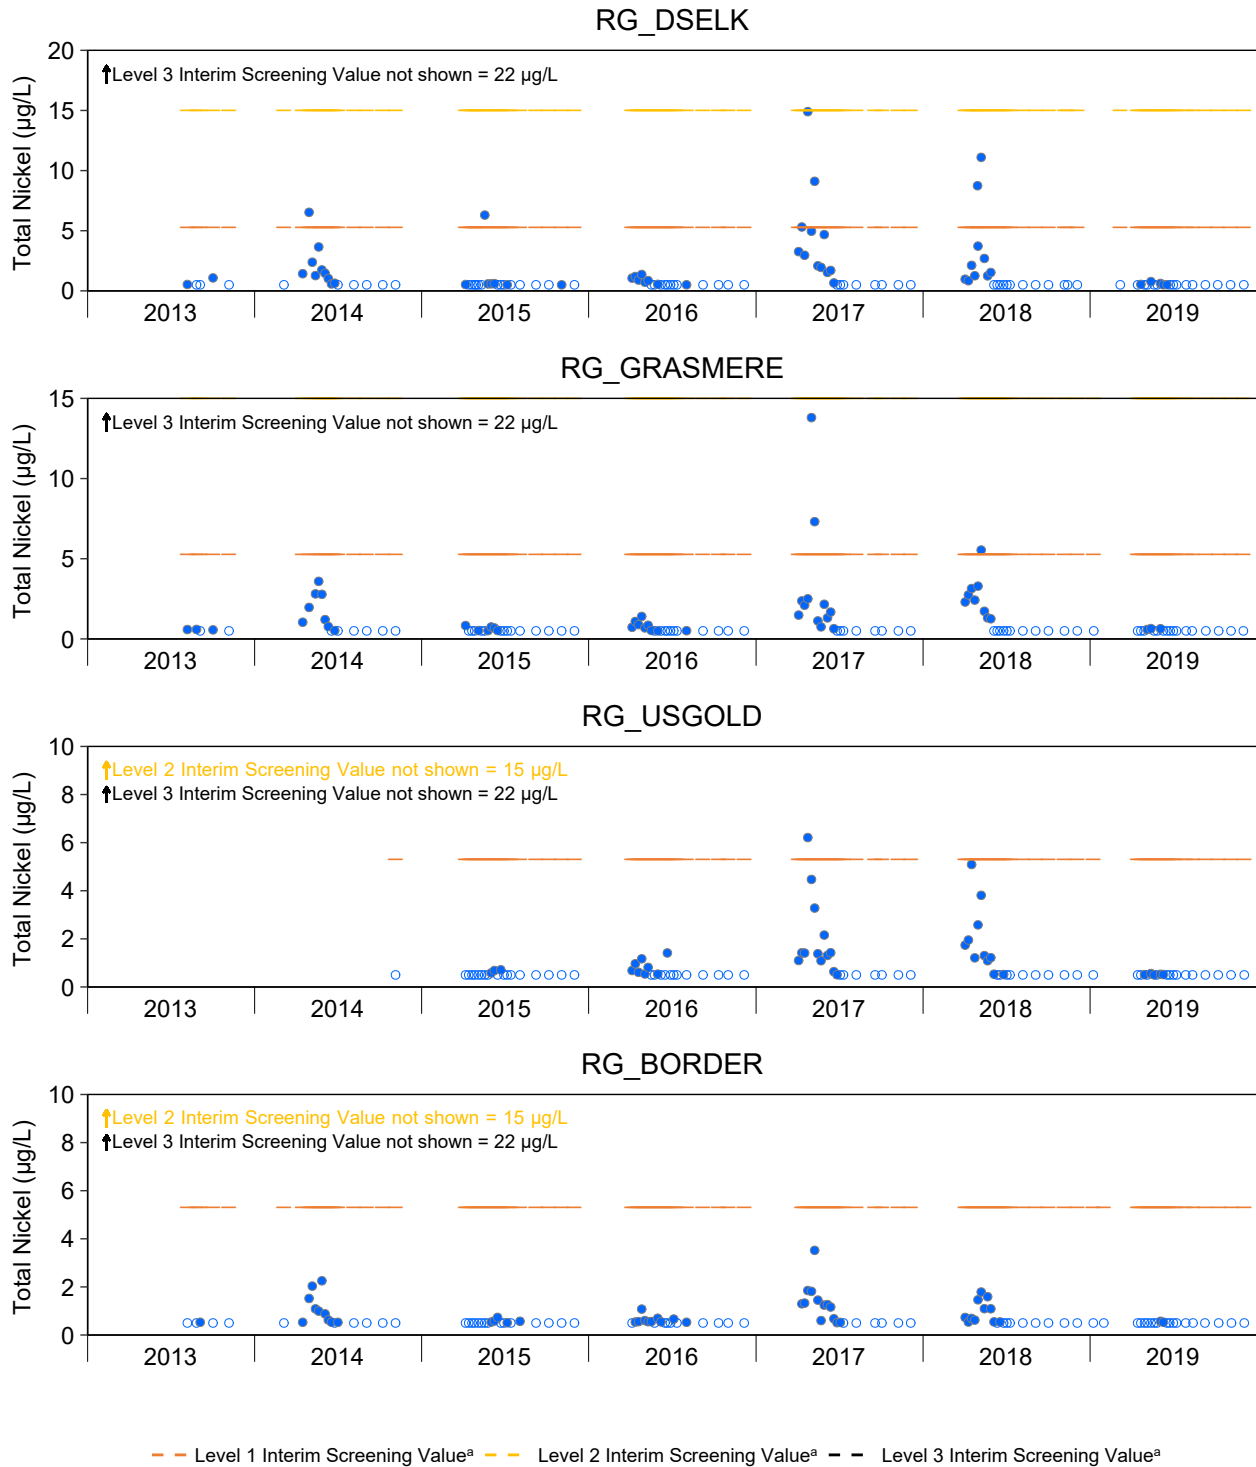 RG_DSELK
Total Nickel (µg/L)
20
15
10
5
0
Level 3 Interim Screening Value not shown = 22 µg/L
2013 2014 2015 2016 2017 2018 2019
RG_GRASMERE
Total Nickel (µg/L)
15
10
5
0
Level 3 Interim Screening Value not shown = 22 µg/L
2013 2014 2015 2016 2017 2018 2019
RG_USGOLD
Total Nickel (µg/L)
10
8
6
4
2
0
Level 2 Interim Screening Value not shown = 15 µg/L
Level 3 Interim Screening Value not shown = 22 µg/L
2013 2014 2015 2016 2017 2018 2019
RG_BORDER
Total Nickel (µg/L)
10
8
6
4
2
0
Level 2 Interim Screening Value not shown = 15 µg/L
Level 3 Interim Screening Value not shown = 22 µg/L
2013 2014 2015 2016 2017 2018 2019
Level 1 Interim Screening Valueᵃ Level 2 Interim Screening Valueᵃ Level 3 Interim Screening Valueᵃ